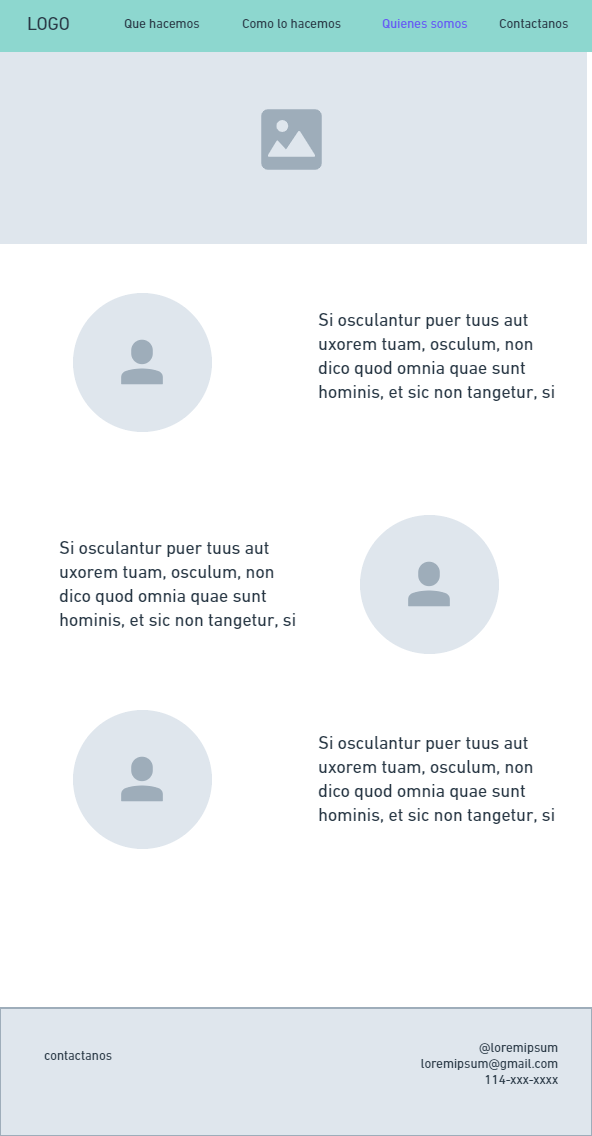 LOGO
Que hacemos
Como lo hacemos
Quienes somos
Contactanos
Si osculantur puer tuus aut
uxorem tuam, osculum, non
dico quod omnia quae sunt
hominis, et sic non tangetur, si
Si osculantur puer tuus aut
uxorem tuam, osculum, non
dico quod omnia quae sunt
hominis, et sic non tangetur, si
Si osculantur puer tuus aut
uxorem tuam, osculum, non
dico quod omnia quae sunt
hominis, et sic non tangetur, si
contactanos
@loremipsum
loremipsum@gmail.com
114-xxx-xxxx